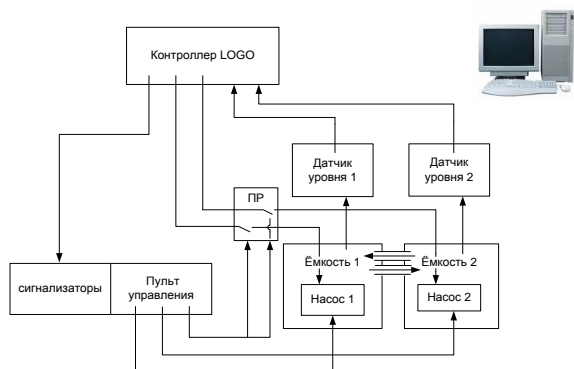 Контроллер LOGO
Датчик
уровня 1
Датчик
уровня 2
ПР
Ёмкость 1
Ёмкость 2
Насос 1
Насос 2
сигнализаторы
Пульт
управления